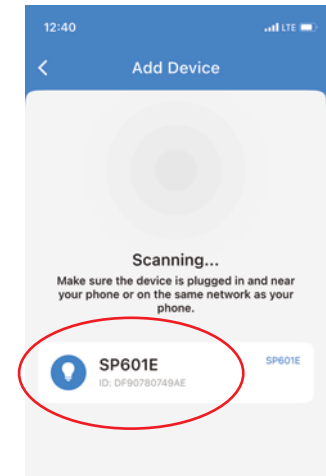 12:40
LTE
Add Device
Scanning...
Make sure the device is plugged in and near
your phone or on the same network as your
phone.
SP601E
SP601E
ID: DF90780749AE